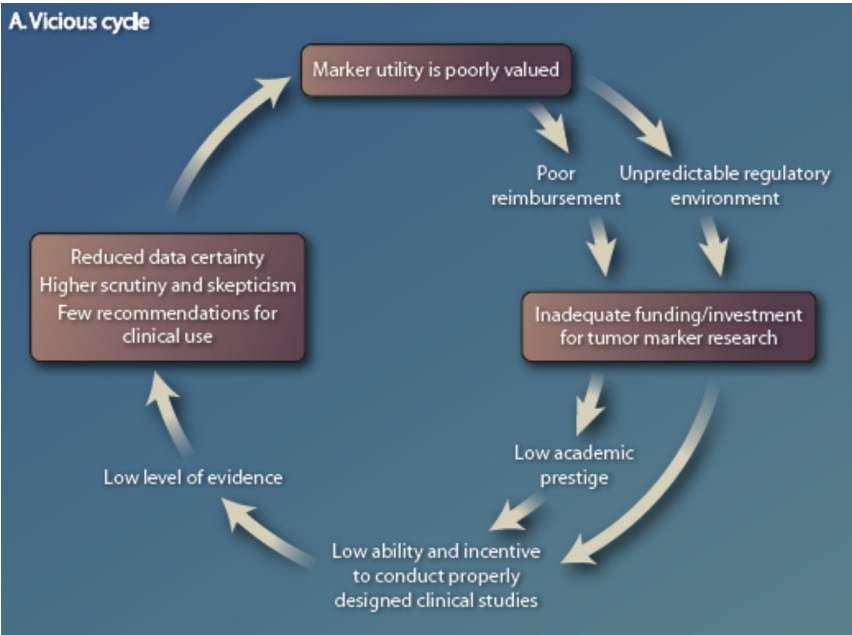 A. Vicious cycle
Marker utility is poorly valued
Poor
reimbursement
Unpredictable regulatory
environment
Inadequate funding/investment
for tumor marker research
Low academic
prestige
Low ability and incentive
to conduct properly
designed clinical studies
Low level of evidence
Reduced data certainty
Higher scrutiny and skepticism
Few recommendations for
clinical use